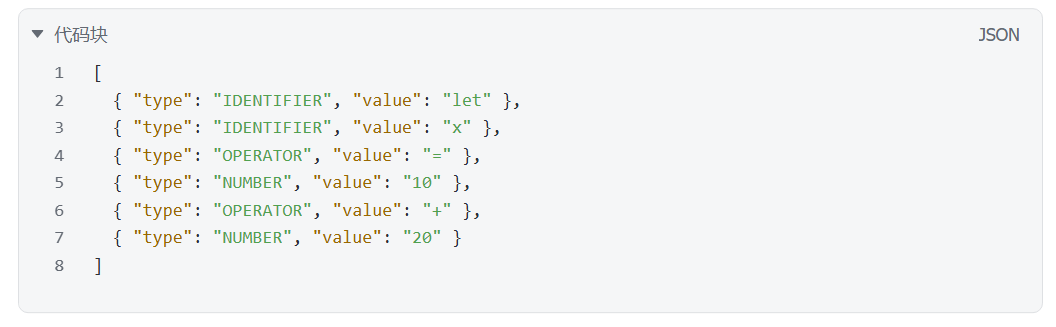 代码块 JSON
1 [
2   { "type": "IDENTIFIER", "value": "let" },
3   { "type": "IDENTIFIER", "value": "x" },
4   { "type": "OPERATOR", "value": "=" },
5   { "type": "NUMBER", "value": "10" },
6   { "type": "OPERATOR", "value": "+" },
7   { "type": "NUMBER", "value": "20" }
8 ]